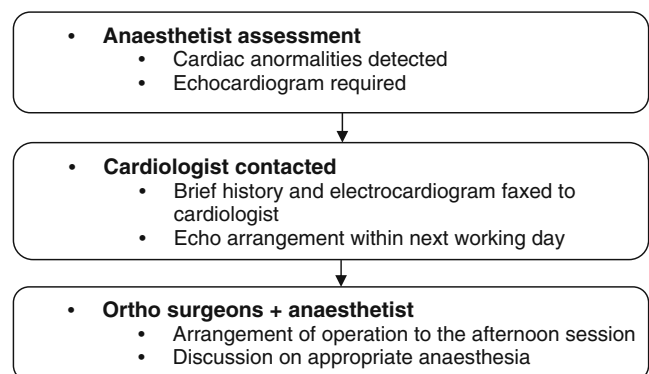 • Anaesthetist assessment
• Cardiac anormalities detected
• Echocardiogram required
• Cardiologist contacted
• Brief history and electrocardiogram faxed to
cardiologist
• Echo arrangement within next working day
• Ortho surgeons + anaesthetist
• Arrangement of operation to the afternoon session
• Discussion on appropriate anaesthesia